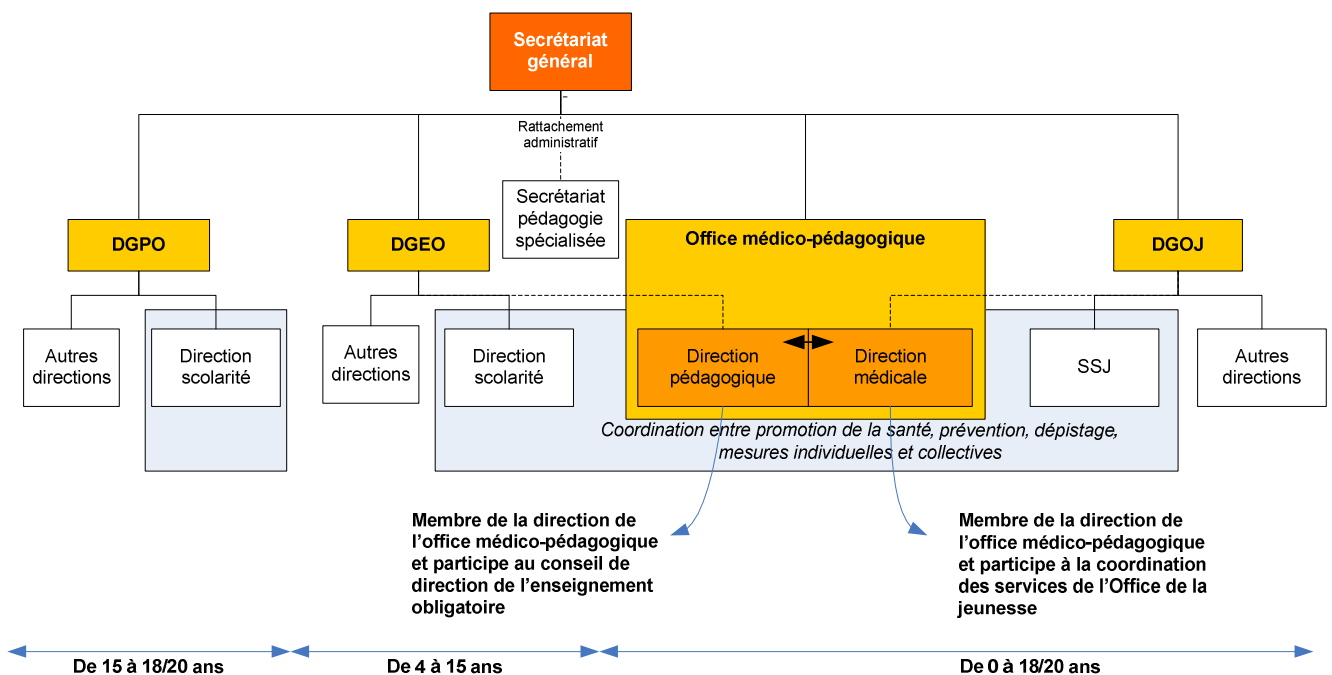 Secrétariat
général
Rattachement
administratif
Secrétariat
pédagogie
spécialisée
DGPO
DGEO
Office médico-pédagogique
DGOJ
Autres
directions
Direction
scolarité
Autres
directions
Direction
scolarité
Direction
pédagogique
Direction
médicale
SSJ
Autres
directions
Coordination entre promotion de la santé, prévention, dépistage,
mesures individuelles et collectives
Membre de la direction de
l’office médico-pédagogique
et participe au conseil de
direction de l’enseignement
obligatoire
Membre de la direction de
l’office médico-pédagogique
et participe à la coordination
des services de l’Office de la
jeunesse
De 15 à 18/20 ans
De 4 à 15 ans
De 0 à 18/20 ans